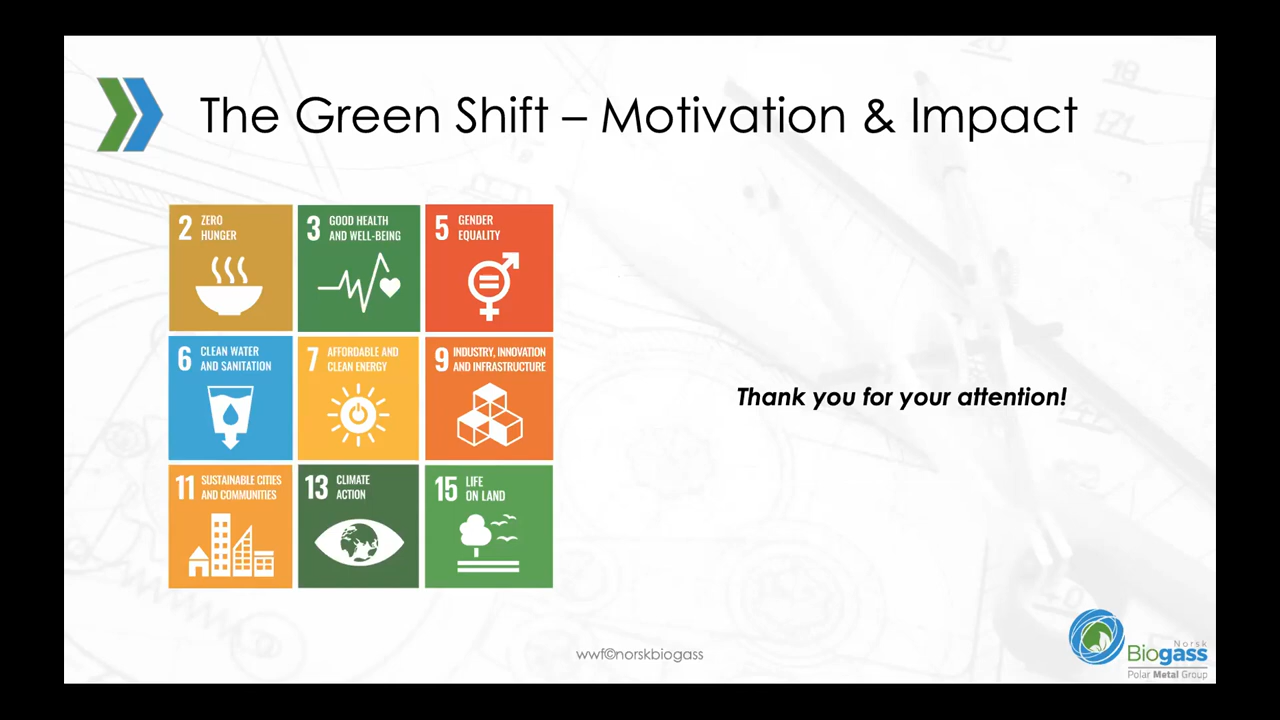 The Green Shift – Motivation & Impact
2 ZERO
HUNGER
3 GOOD HEALTH
AND WELL-BEING
5 GENDER
EQUALITY
6 CLEAN WATER
AND SANITATION
7 AFFORDABLE AND
CLEAN ENERGY
9 INDUSTRY, INNOVATION
AND INFRASTRUCTURE
11 SUSTAINABLE CITIES
AND COMMUNITIES
13 CLIMATE
ACTION
15 LIFE
ON LAND
Thank you for your attention!
wwf©norskbiogass
Norsk
Biogass
Polar Metal Group
18
171